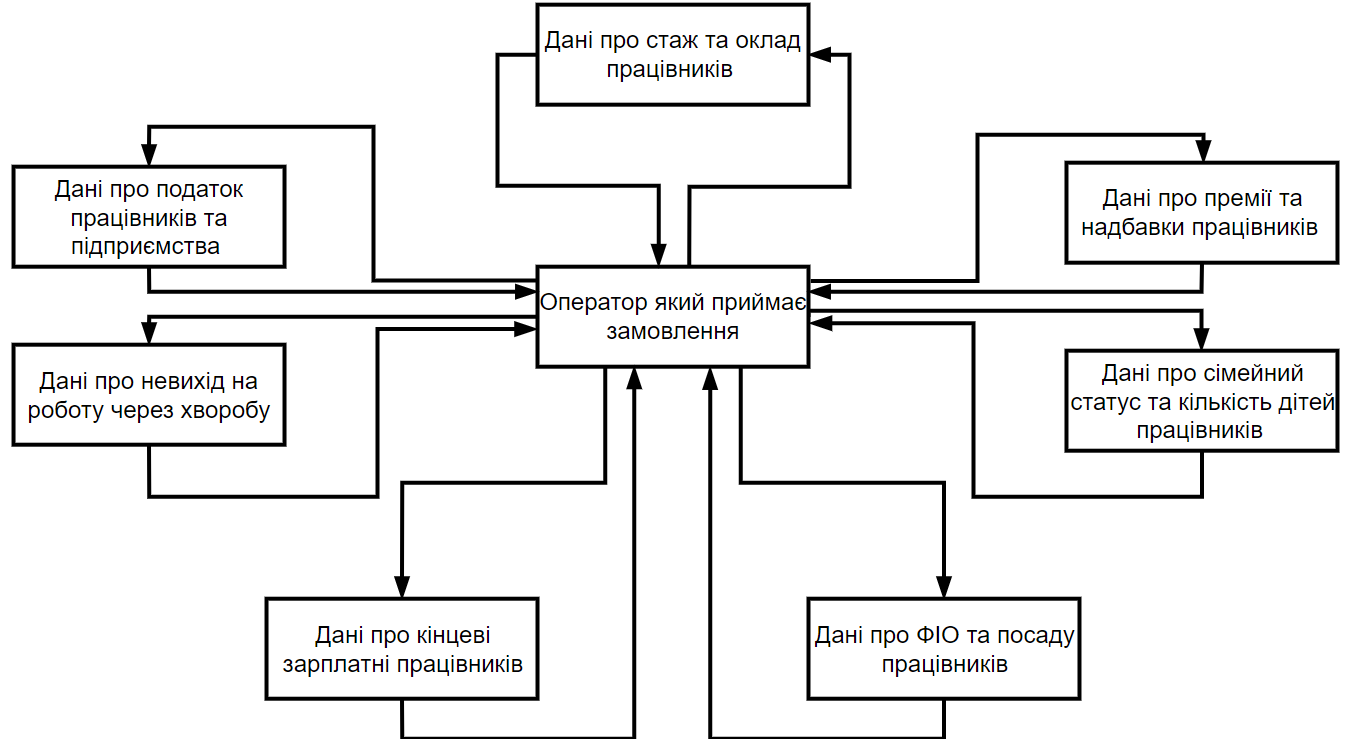 Дані про стаж та оклад
працівників
Дані про податок
працівників та
підприємства
Дані про премії та
надбавки працівників
Оператор який приймає
замовлення
Дані про невихід на
роботу через хворобу
Дані про сімейний
статус та кількість дітей
працівників
Дані про кінцеві
зарплатні працівників
Дані про ФІО та посаду
працівників